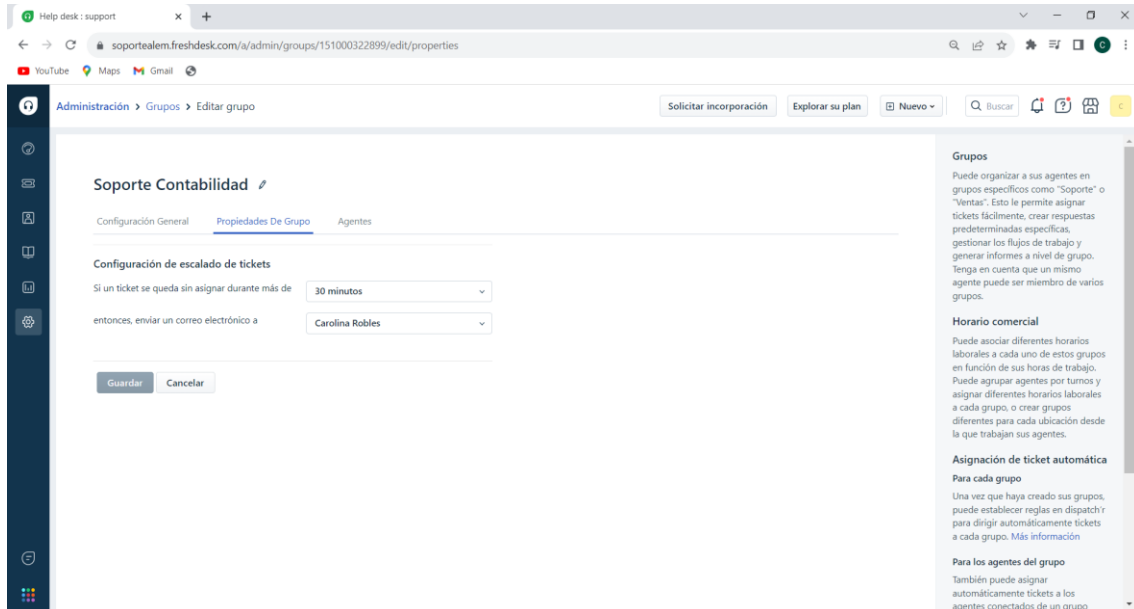 Help desk : support
soportealem.freshdesk.com/a/admin/groups/151000322899/edit/properties
C
YouTube
Maps
Gmail
Administración > Grupos > Editar grupo
Solicitar incorporación
Explorar su plan
Nuevo
Buscar
C
Soporte Contabilidad
Configuración General
Propiedades De Grupo
Agentes
Configuración de escalado de tickets
Si un ticket se queda sin asignar durante más de
30 minutos
entonces, enviar un correo electrónico a
Carolina Robles
Guardar
Cancelar
Grupos
Puede organizar a sus agentes en
grupos específicos como "Soporte" o
"Ventas". Esto le permite asignar
tickets fácilmente, crear respuestas
predeterminadas específicas,
gestionar los flujos de trabajo y
generar informes a nivel de grupo.
Tenga en cuenta que un mismo
agente puede ser miembro de varios
grupos.
Horario comercial
Puede asociar diferentes horarios
laborales a cada uno de estos grupos
en función de sus horas de trabajo.
Puede agrupar agentes por turnos y
asignar diferentes horarios laborales
a cada grupo, o crear grupos
diferentes para cada ubicación desde
la que trabajan sus agentes.
Asignación de ticket automática
Para cada grupo
Una vez que haya creado sus grupos,
puede establecer reglas en dispatch'r
para dirigir automáticamente tickets
a cada grupo. Más información
Para los agentes del grupo
También puede asignar
automáticamente tickets a los
agentes conectados de un grupo